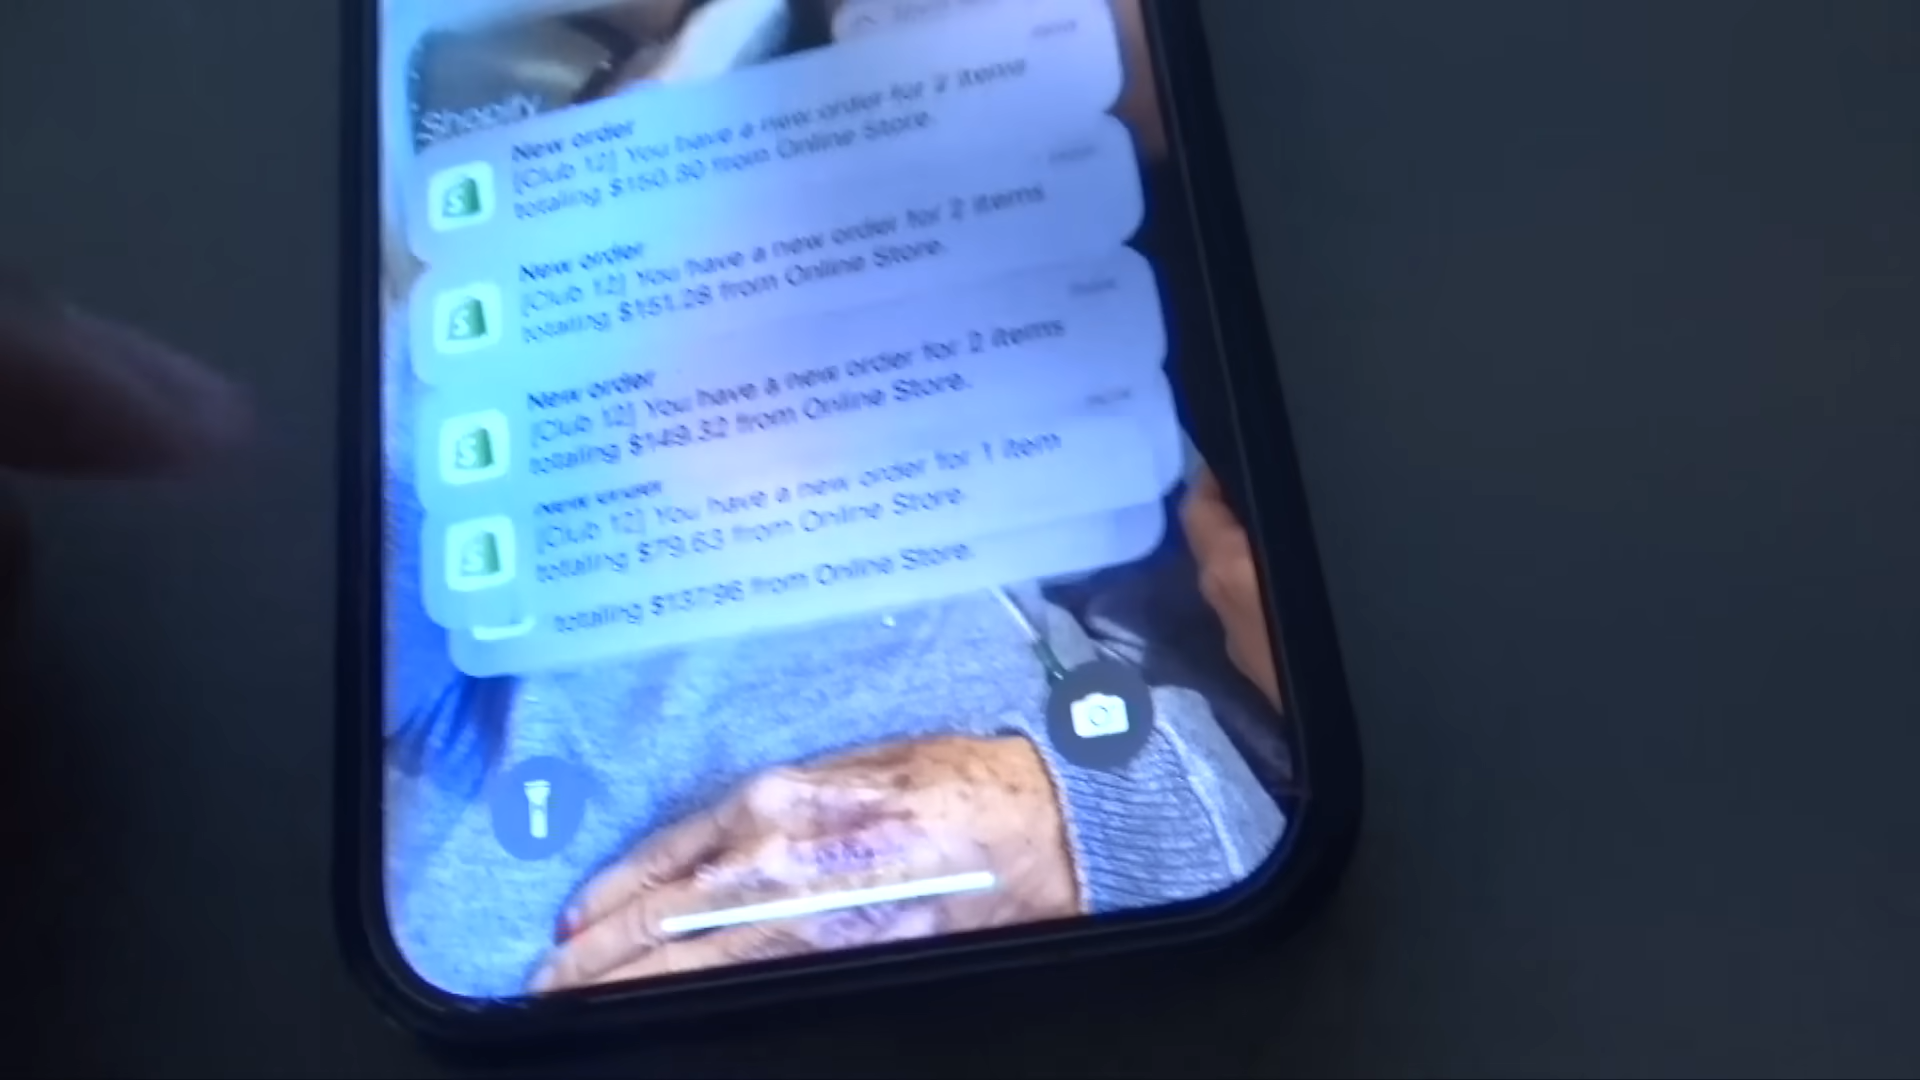 Shopify
New order
[Club 12] You have a new order for 2 items
totaling $150.80 from Online Store.
New order
[Club 12] You have a new order for 2 items
totaling $151.28 from Online Store.
New order
[Club 12] You have a new order for 2 items
totaling $149.32 from Online Store.
New order
[Club 12] You have a new order for 1 item
totaling $79.63 from Online Store.
totaling $137.96 from Online Store.